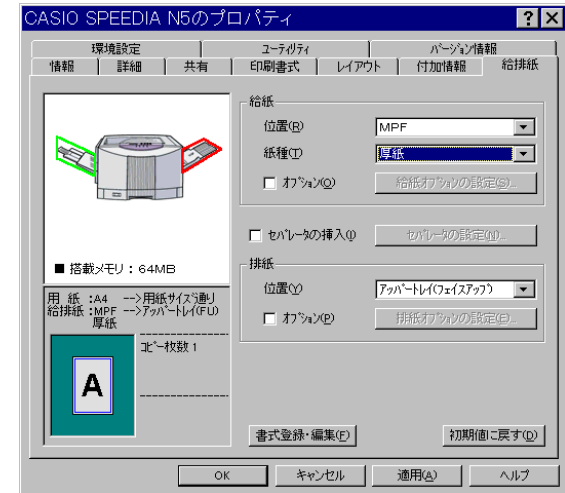 CASIO SPEEDIA N5のプロパティ
環境設定 ユーティリティ バージョン情報
情報 詳細 共有 印刷書式 レイアウト 付加情報 給排紙
給紙
位置(R) MPF
紙種(T) 厚紙
オプション(O) 給紙オプションの設定(S)...
セパレータの挿入(I) セパレータの設定(N)...
■ 搭載メモリ：64MB
排紙
位置(Y) アッパートレイ(フェイスアップ)
オプション(P) 排紙オプションの設定(E)...
用 紙 :A4 -->用紙サイズ通り
給排紙 :MPF -->アッパートレイ(FU)
厚紙
コピー枚数 1
A
書式登録･編集(F) 初期値に戻す(D)
OK キャンセル 適用(A) ヘルプ